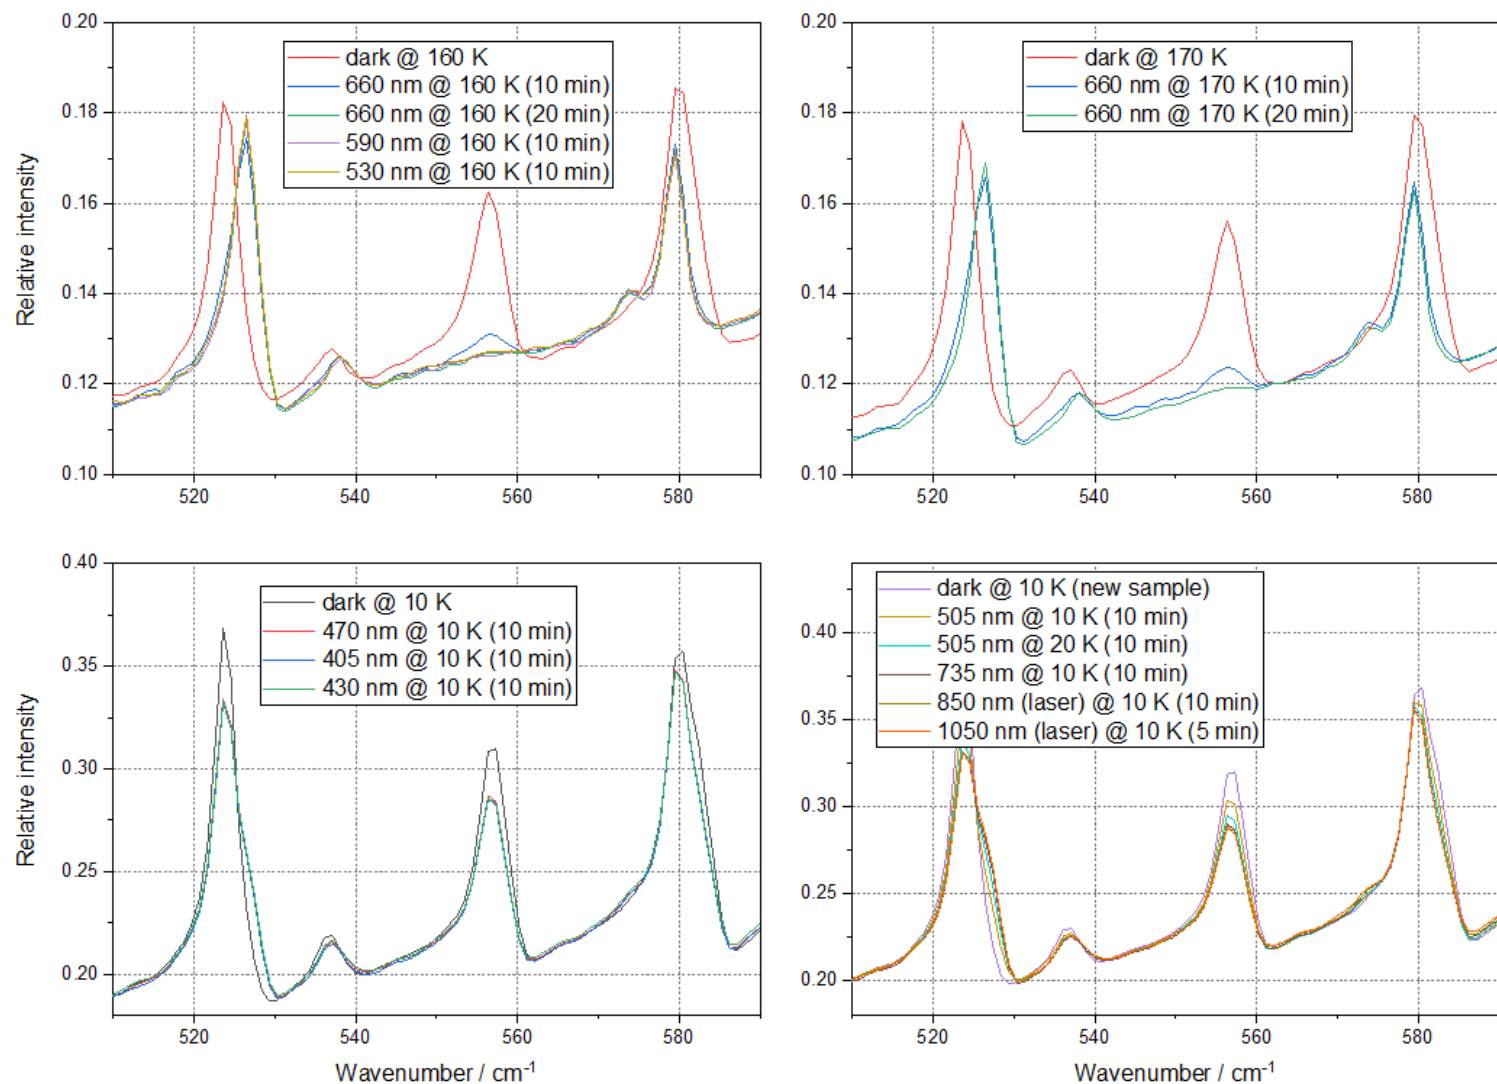 0.20
0.18
0.16
0.14
0.12
0.10
Relative intensity
dark @ 160 K
660 nm @ 160 K (10 min)
660 nm @ 160 K (20 min)
590 nm @ 160 K (10 min)
530 nm @ 160 K (10 min)
520
540
560
580
0.20
0.18
0.16
0.14
0.12
0.10
Relative intensity
dark @ 170 K
660 nm @ 170 K (10 min)
660 nm @ 170 K (20 min)
520
540
560
580
0.40
0.35
0.30
0.25
0.20
Relative intensity
dark @ 10 K
470 nm @ 10 K (10 min)
405 nm @ 10 K (10 min)
430 nm @ 10 K (10 min)
520
540
560
580
Wavenumber / cm⁻¹
0.40
0.35
0.30
0.25
0.20
Relative intensity
dark @ 10 K (new sample)
505 nm @ 10 K (10 min)
505 nm @ 20 K (10 min)
735 nm @ 10 K (10 min)
850 nm (laser) @ 10 K (10 min)
1050 nm (laser) @ 10 K (5 min)
520
540
560
580
Wavenumber / cm⁻¹